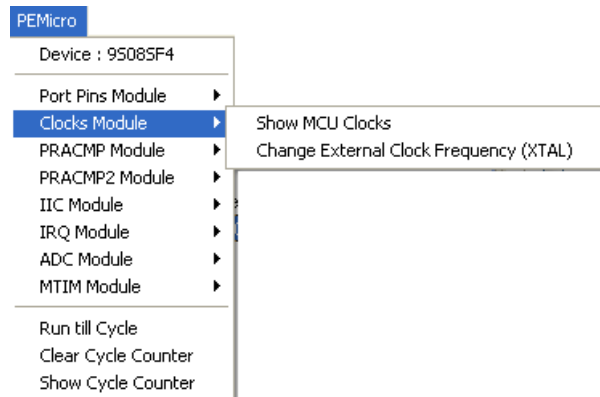 PEMicro
Device : 9S08SF4
Port Pins Module
Clocks Module
Show MCU Clocks
Change External Clock Frequency (XTAL)
PRACMP Module
PRACMP2 Module
IIC Module
IRQ Module
ADC Module
MTIM Module
Run till Cycle
Clear Cycle Counter
Show Cycle Counter